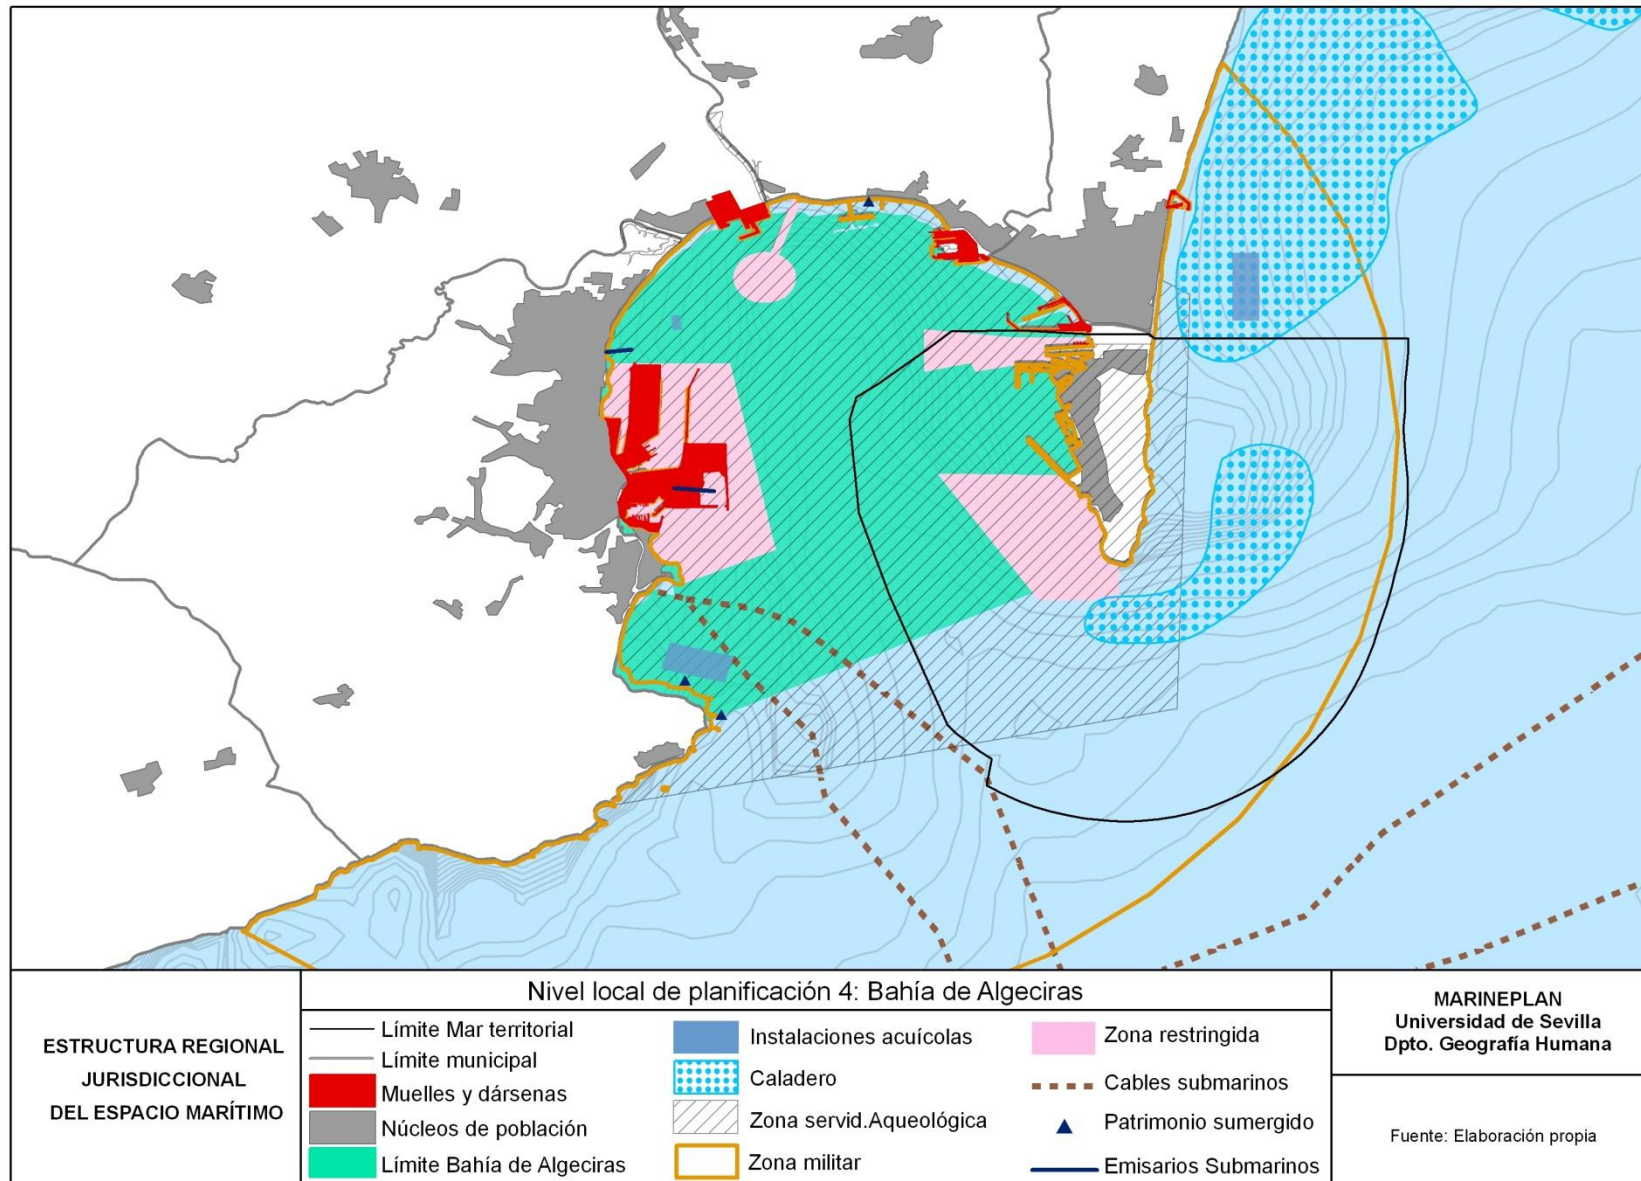 Nivel local de planificación 4: Bahía de Algeciras
ESTRUCTURA REGIONAL
JURISDICCIONAL
DEL ESPACIO MARÍTIMO
Límite Mar territorial
Límite municipal
Muelles y dársenas
Núcleos de población
Límite Bahía de Algeciras
Instalaciones acuícolas
Caladero
Zona servid.Aqueológica
Zona militar
Zona restringida
Cables submarinos
Patrimonio sumergido
Emisarios Submarinos
MARINEPLAN
Universidad de Sevilla
Dpto. Geografía Humana
Fuente: Elaboración propia